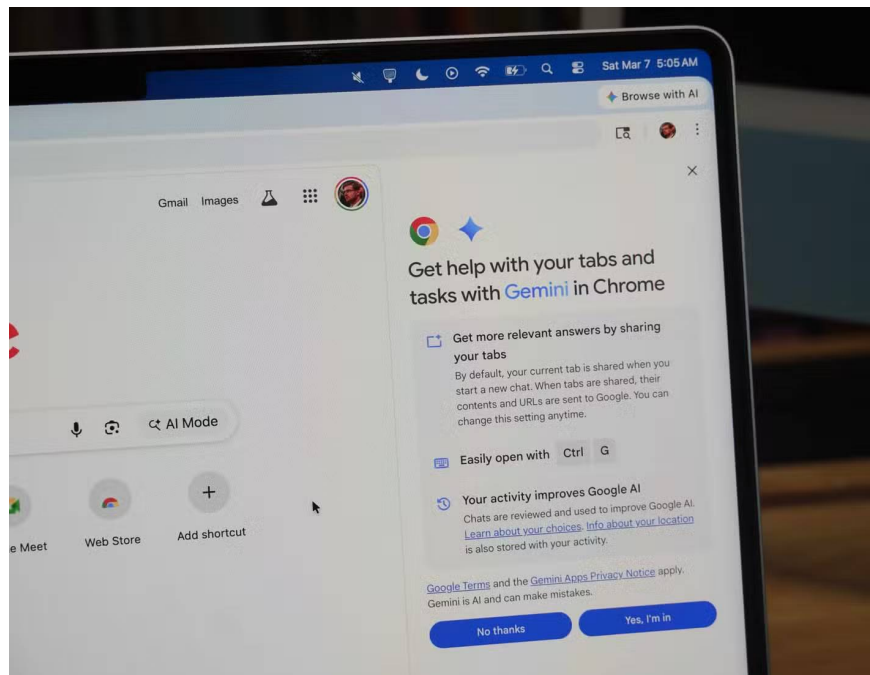 Sat Mar 7 5:05 AM
Browse with AI
Gmail Images
Get help with your tabs and
tasks with Gemini in Chrome
Get more relevant answers by sharing
your tabs
By default, your current tab is shared when you
start a new chat. When tabs are shared, their
contents and URLs are sent to Google. You can
change this setting anytime.
AI Mode
Easily open with Ctrl G
e Meet
Web Store
Add shortcut
Your activity improves Google AI
Chats are reviewed and used to improve Google AI.
Learn about your choices. Info about your location
is also stored with your activity.
Google Terms and the Gemini Apps Privacy Notice apply.
Gemini is AI and can make mistakes.
No thanks
Yes, I'm in